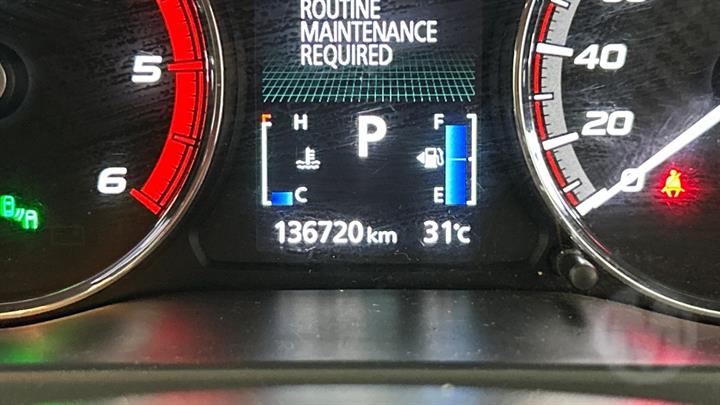 ROUTINE
MAINTENANCE
REQUIRED
5
6
H
C
P
F
E
136720 km
31°C
A
40
20
0